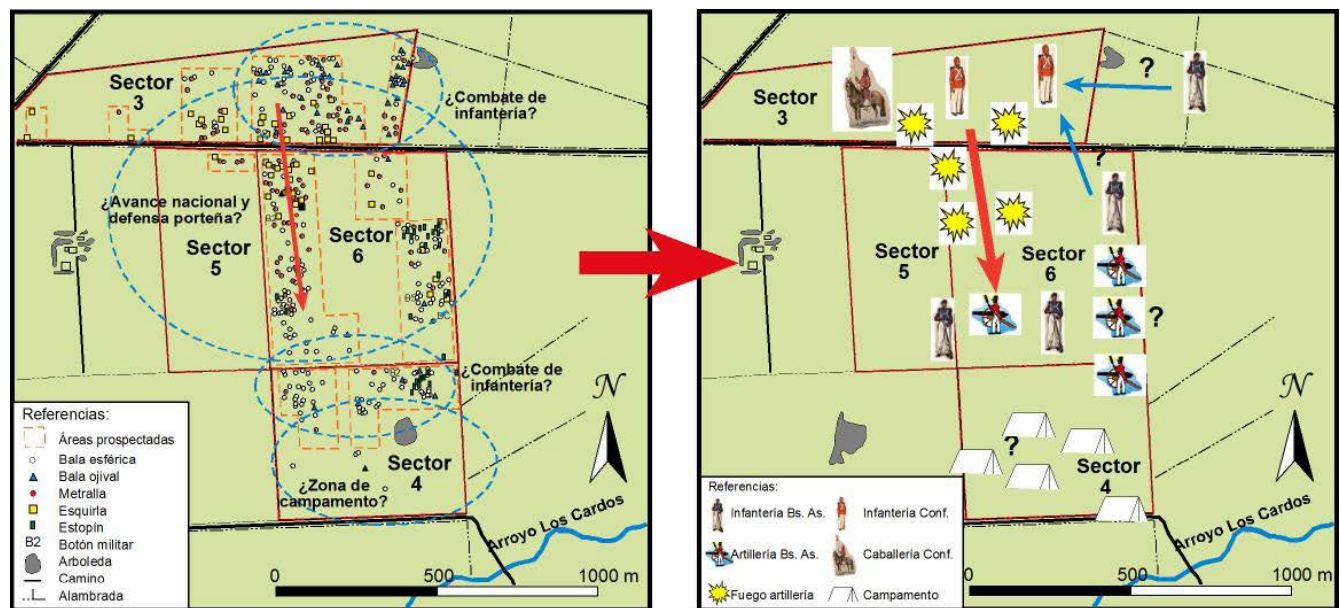 Sector
3
¿Combate de
infantería?
¿Avance nacional y
defensa porteña?
B2
Sector
5
Sector
6
¿Combate de
infantería?
N
Sector
4
¿Zona de
campamento?
Arroyo Los Cardos
0 500 1000 m
Referencias:
Áreas prospectadas
Bala esférica
Bala ojival
Metralla
Esquirla
Estopín
B2 Botón militar
Arboleda
Camino
Alambrada
Sector
3
?
?
Sector
5
Sector
6
?
N
?
Sector
4
Arroyo Los Cardos
0 500 1000 m
Referencias:
Infantería Bs. As.
Infantería Conf.
Artillería Bs. As.
Caballería Conf.
Fuego artillería
Campamento